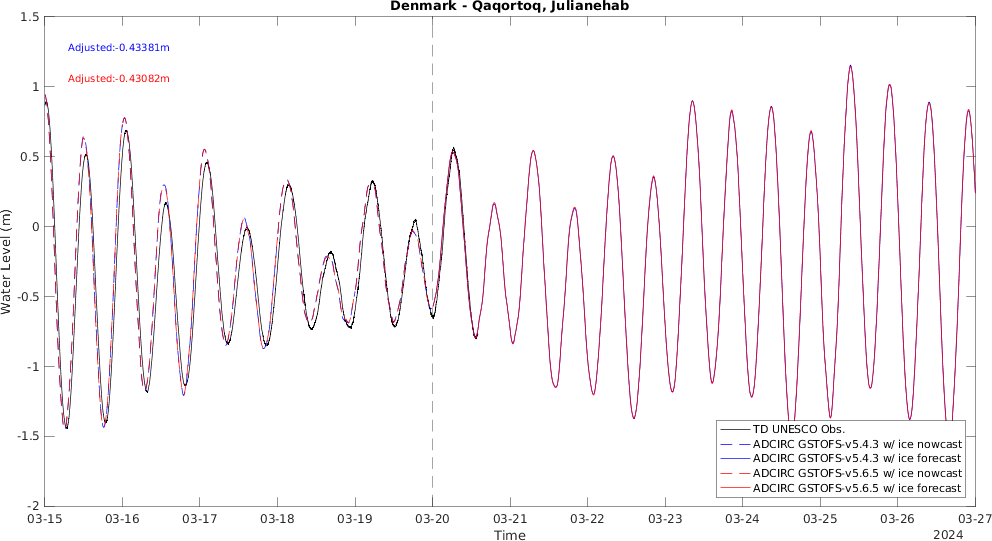 Denmark - Qaqortoq, Julianehab
1.5
Adjusted:-0.43381m
Adjusted:-0.43082m
1
0.5
0
-0.5
-1
-1.5
-2
Water Level (m)
TD UNESCO Obs.
ADCIRC GSTOFS-v5.4.3 w/ ice nowcast
ADCIRC GSTOFS-v5.4.3 w/ ice forecast
ADCIRC GSTOFS-v5.6.5 w/ ice nowcast
ADCIRC GSTOFS-v5.6.5 w/ ice forecast
03-15 03-16 03-17 03-18 03-19 03-20 03-21 03-22 03-23 03-24 03-25 03-26 03-27
Time
2024